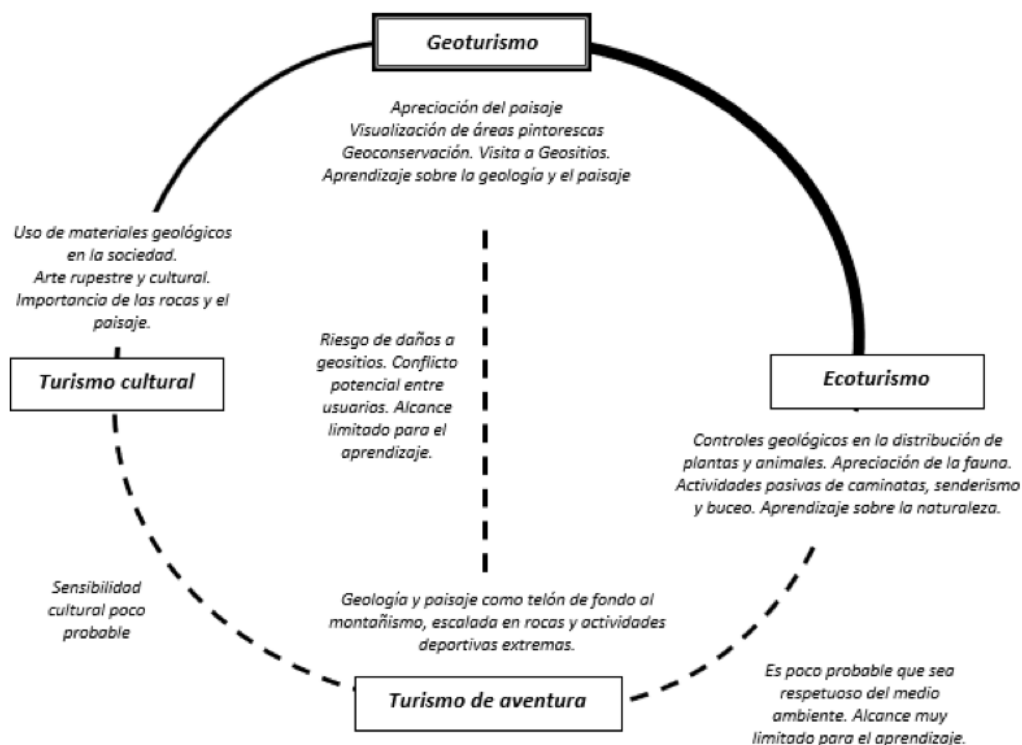 Geoturismo
Apreciación del paisaje
Visualización de áreas pintorescas
Geoconservación. Visita a Geositios.
Aprendizaje sobre la geología y el paisaje
Uso de materiales geológicos
en la sociedad.
Arte rupestre y cultural.
Importancia de las rocas y el
paisaje.
Turismo cultural
Riesgo de daños a
geositios. Conflicto
potencial entre
usuarios. Alcance
limitado para el
aprendizaje.
Ecoturismo
Controles geológicos en la distribución de
plantas y animales. Apreciación de la fauna.
Actividades pasivas de caminatas, senderismo
y buceo. Aprendizaje sobre la naturaleza.
Sensibilidad
cultural poco
probable
Geología y paisaje como telón de fondo al
montañismo, escalada en rocas y actividades
deportivas extremas.
Turismo de aventura
Es poco probable que sea
respetuoso del medio
ambiente. Alcance muy
limitado para el aprendizaje.